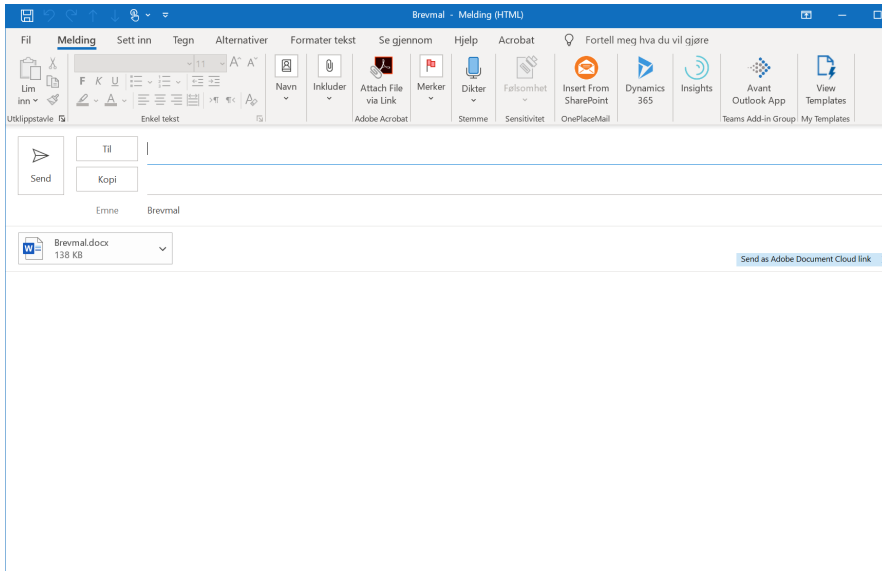 Brevmal - Melding (HTML)
Fil Melding Sett inn Tegn Alternativer Formater tekst Se gjennom Hjelp Acrobat Fortell meg hva du vil gjøre
Lim inn
11 A A
F K U
A
Navn
Inkluder
Attach File via Link
Merker
Dikter
Følsomhet
Insert From SharePoint
Dynamics 365
Insights
Avant Outlook App
View Templates
Utklippstavle Enkel tekst Adobe Acrobat Stemme Sensitivitet OnePlaceMail Teams Add-in Group My Templates
Send
Til
Kopi
Emne Brevmal
Brevmal.docx
138 KB
Send as Adobe Document Cloud link